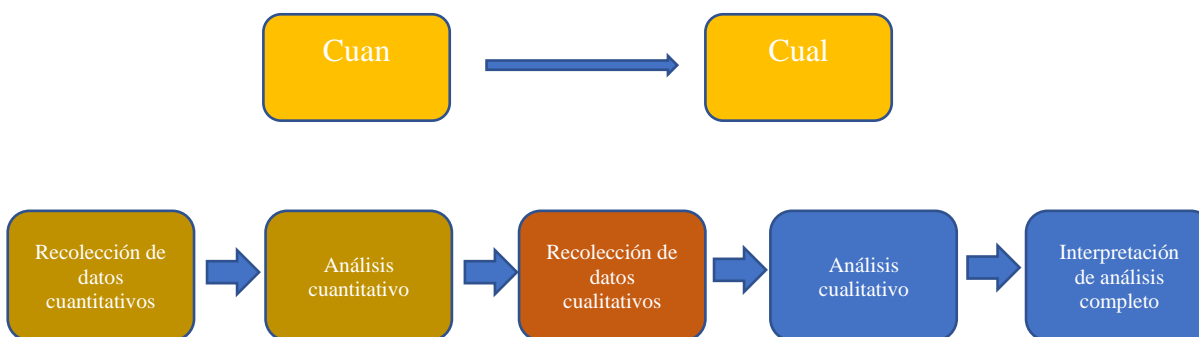 Cuan
Cual
Recolección de
datos
cuantitativos
Análisis
cuantitativo
Recolección de
datos
cualitativos
Análisis
cualitativo
Interpretación
de análisis
completo